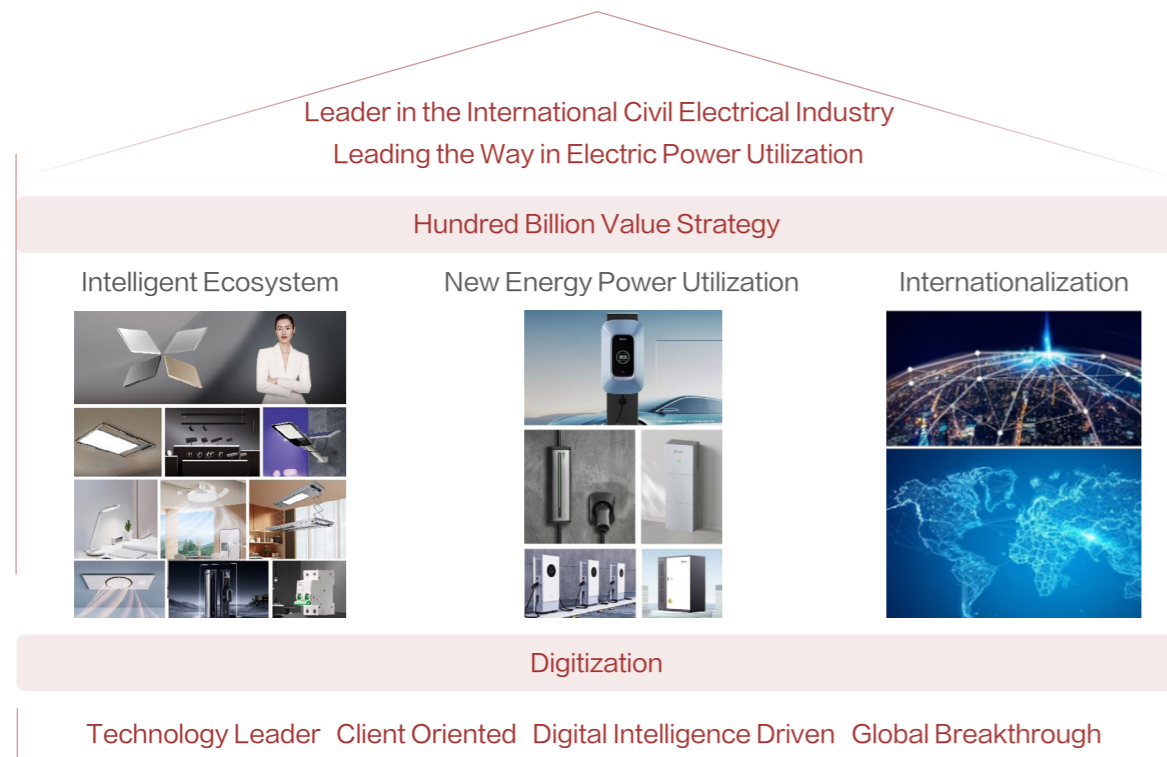 Leader in the International Civil Electrical Industry
Leading the Way in Electric Power Utilization
Hundred Billion Value Strategy
Intelligent Ecosystem
New Energy Power Utilization
Internationalization
Digitization
Technology Leader Client Oriented Digital Intelligence Driven Global Breakthrough